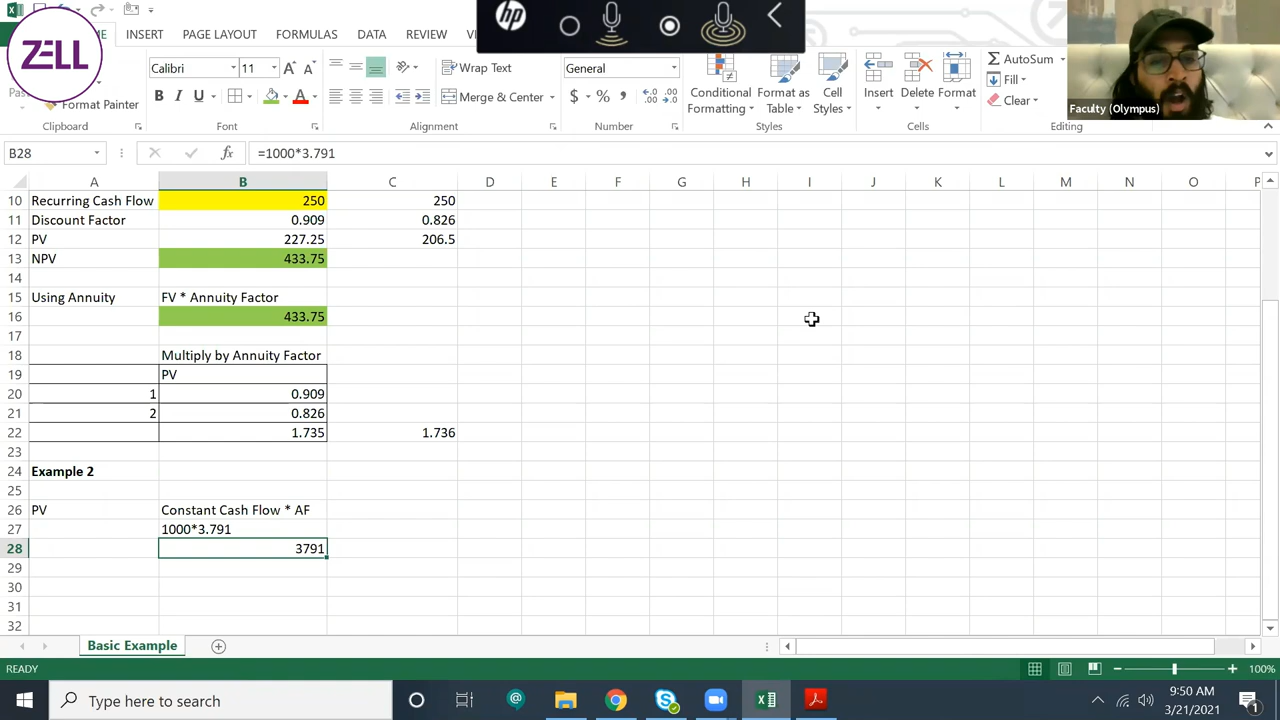 ZELL
hp
INSERT PAGE LAYOUT FORMULAS DATA REVIEW
Calibri 11 Wrap Text General Conditional Formatting Format as Table Cell Styles Insert Delete Format AutoSum
Fill
Format Painter B I U Merge & Center $ % Clear
Clipboard Font Alignment Number Styles Cells Editing
Faculty (Olympus)
B28 fx =1000*3.791
A B C D E F G H I J K L M N O P
10 Recurring Cash Flow 250 250
11 Discount Factor 0.909 0.826
12 PV 227.25 206.5
13 NPV 433.75
14
15 Using Annuity FV * Annuity Factor
16 433.75
17
18 Multiply by Annuity Factor
19 PV
20 1 0.909
21 2 0.826
22 1.735 1.736
23
24 Example 2
25
26 PV Constant Cash Flow * AF
27 1000*3.791
28 3791
29
30
31
32
Basic Example
READY 100%
Type here to search 9:50 AM
3/21/2021